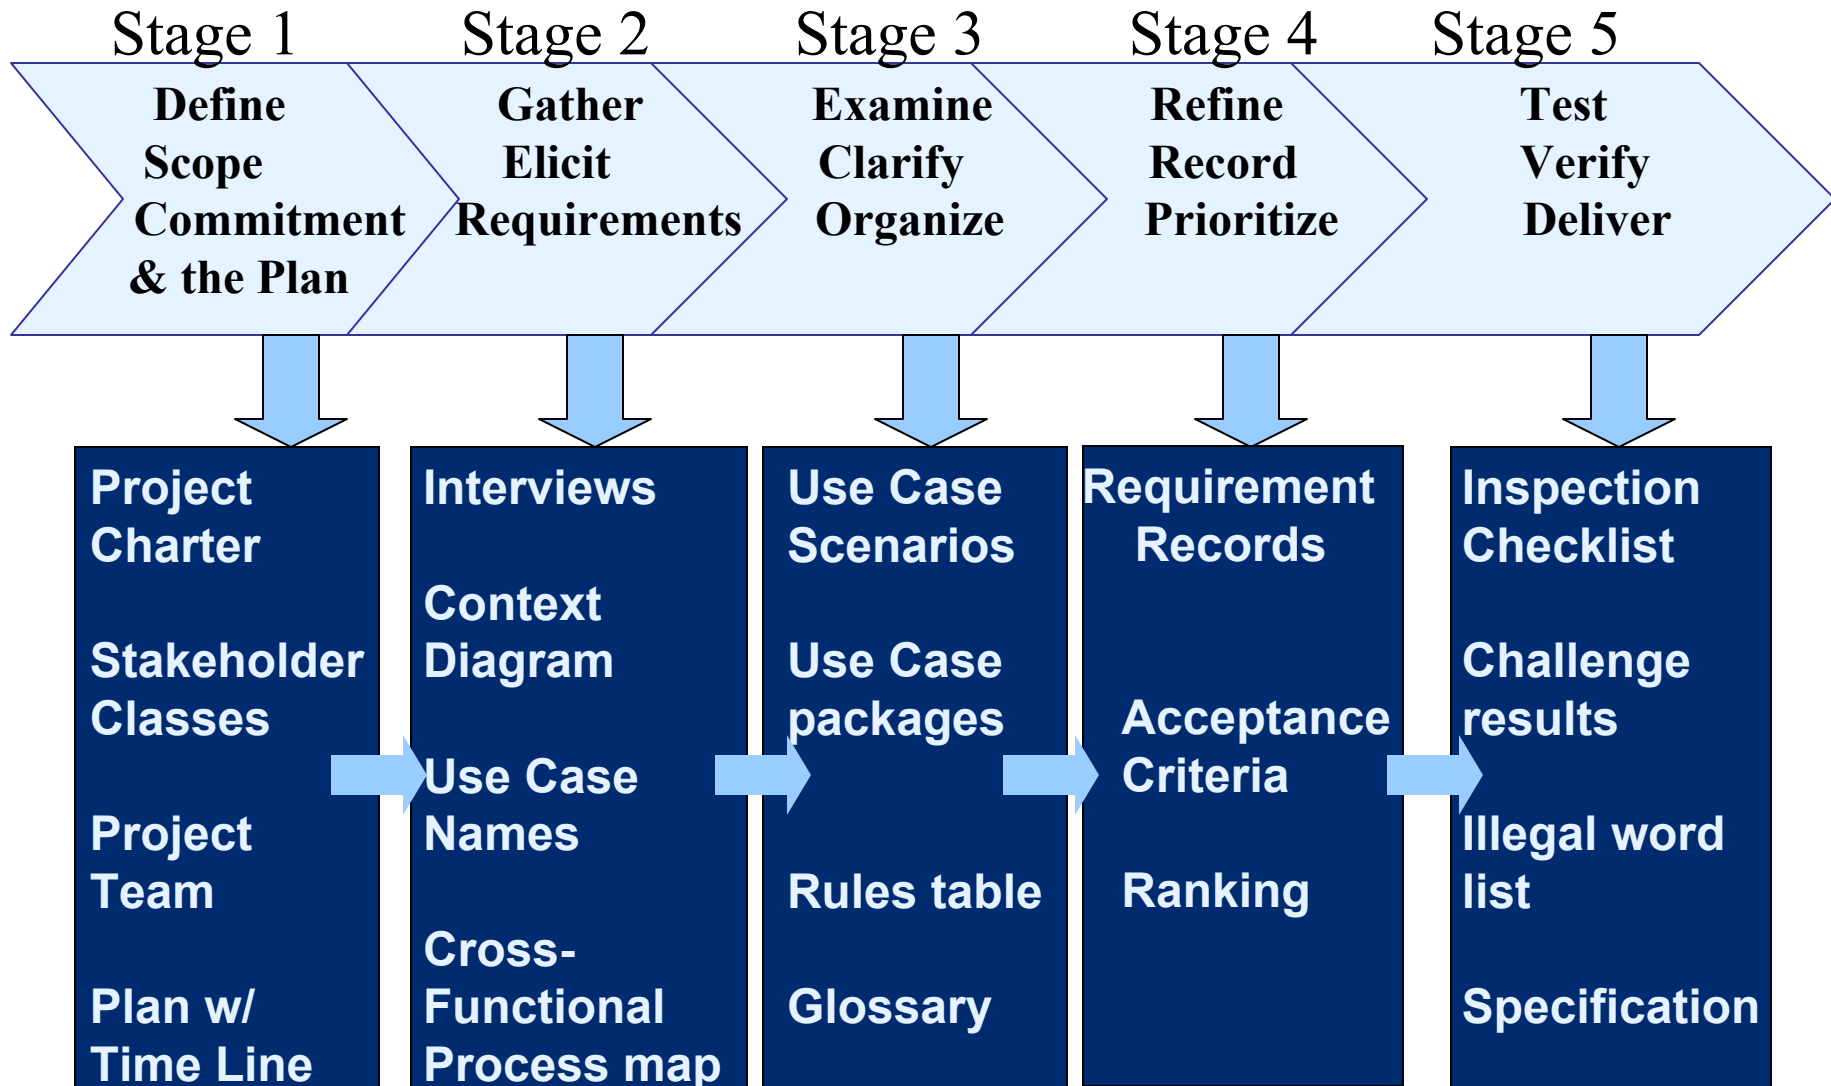 Stage 1
Stage 2
Stage 3
Stage 4
Stage 5
Define
Scope
Commitment
& the Plan
Gather
Elicit
Requirements
Examine
Clarify
Organize
Refine
Record
Prioritize
Test
Verify
Deliver
Project
Charter
Stakeholder
Classes
Project
Team
Plan w/
Time Line
Interviews
Context
Diagram
Use Case
Names
Cross-
Functional
Process map
Use Case
Scenarios
Use Case
packages
Rules table
Glossary
Requirement
Records
Acceptance
Criteria
Ranking
Inspection
Checklist
Challenge
results
Illegal word
list
Specification